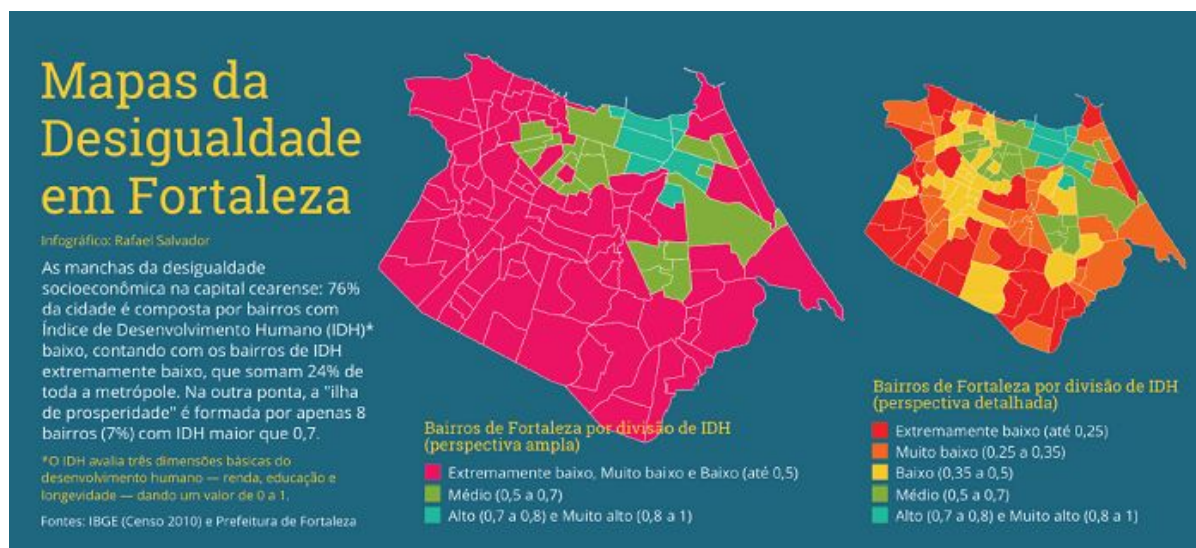 Mapas da
Desigualdade
em Fortaleza
Infográfico: Rafael Salvador
As manchas da desigualdade
socioeconômica na capital cearense: 76%
da cidade é composta por bairros com
Índice de Desenvolvimento Humano (IDH)*
baixo, contando com os bairros de IDH
extremamente baixo, que somam 24% de
toda a metrópole. Na outra ponta, a "ilha
de prosperidade" é formada por apenas 8
bairros (7%) com IDH maior que 0,7.
*O IDH avalia três dimensões básicas do
desenvolvimento humano — renda, educação e
longevidade — dando um valor de 0 a 1.
Fontes: IBGE (Censo 2010) e Prefeitura de Fortaleza
Bairros de Fortaleza por divisão de IDH
(perspectiva ampla)
Extremamente baixo, Muito baixo e Baixo (até 0,5)
Médio (0,5 a 0,7)
Alto (0,7 a 0,8) e Muito alto (0,8 a 1)
Bairros de Fortaleza por divisão de IDH
(perspectiva detalhada)
Extremamente baixo (até 0,25)
Muito baixo (0,25 a 0,35)
Baixo (0,35 a 0,5)
Médio (0,5 a 0,7)
Alto (0,7 a 0,8) e Muito alto (0,8 a 1)